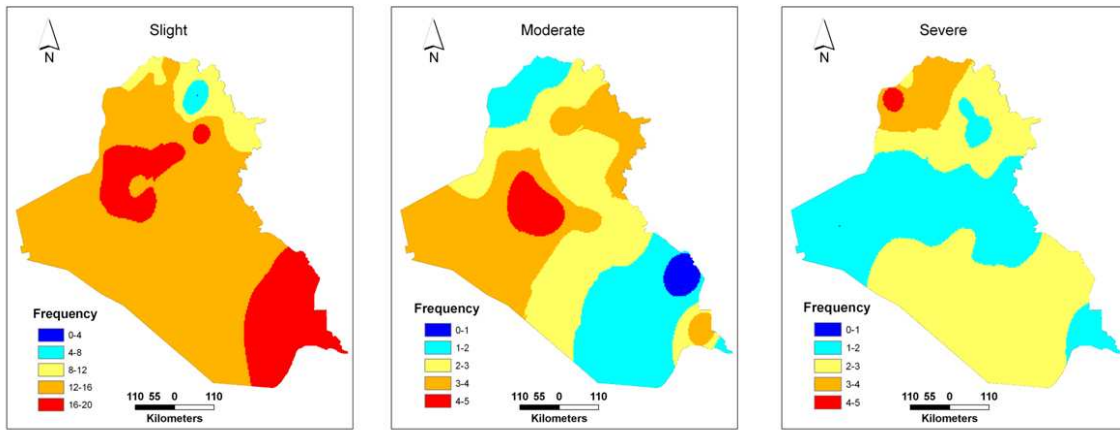 Slight
N
Frequency
0-4
4-8
8-12
12-16
16-20
110 55 0 110
Kilometers
Moderate
N
Frequency
0-1
1-2
2-3
3-4
4-5
110 55 0 110
Kilometers
Severe
N
Frequency
0-1
1-2
2-3
3-4
4-5
110 55 0 110
Kilometers